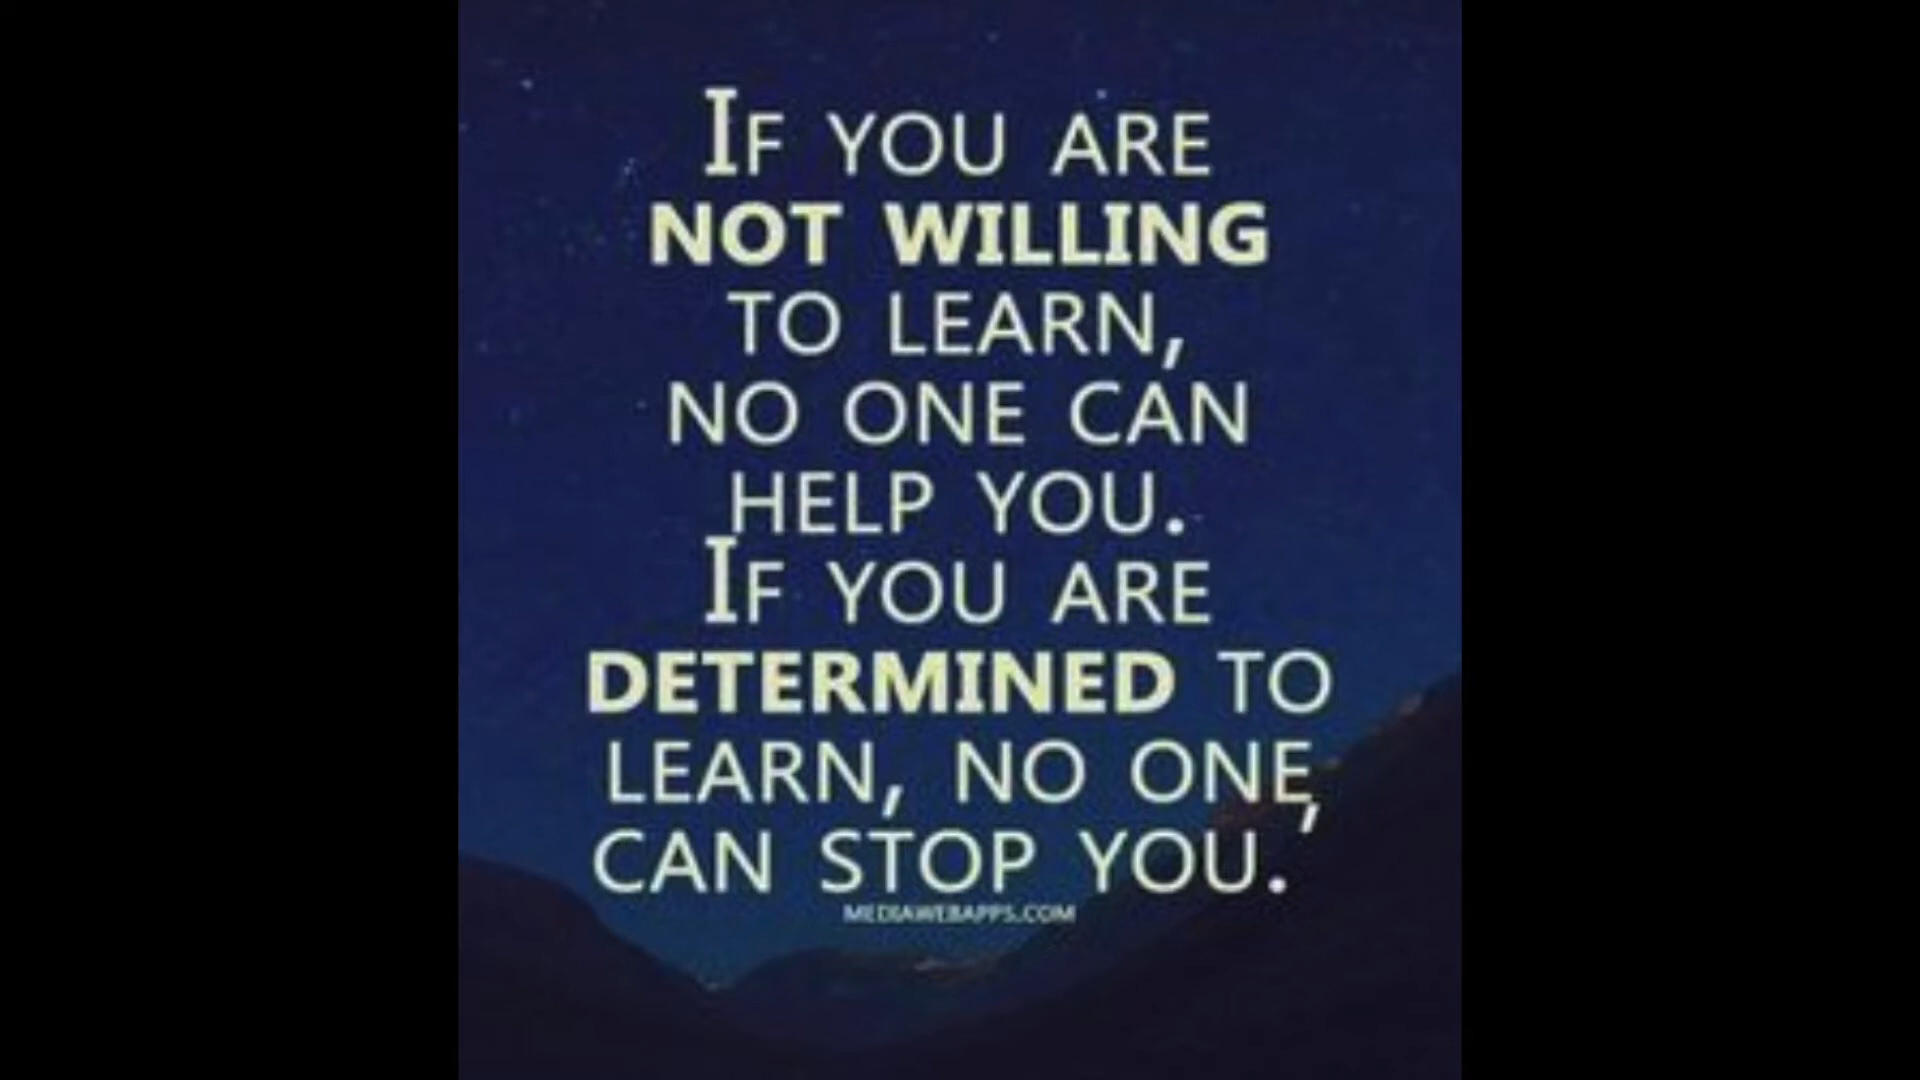 IF YOU ARE
NOT WILLING
TO LEARN,
NO ONE CAN
HELP YOU.
IF YOU ARE
DETERMINED TO
LEARN, NO ONE,
CAN STOP YOU.
MEDIAWEBAPPS.COM